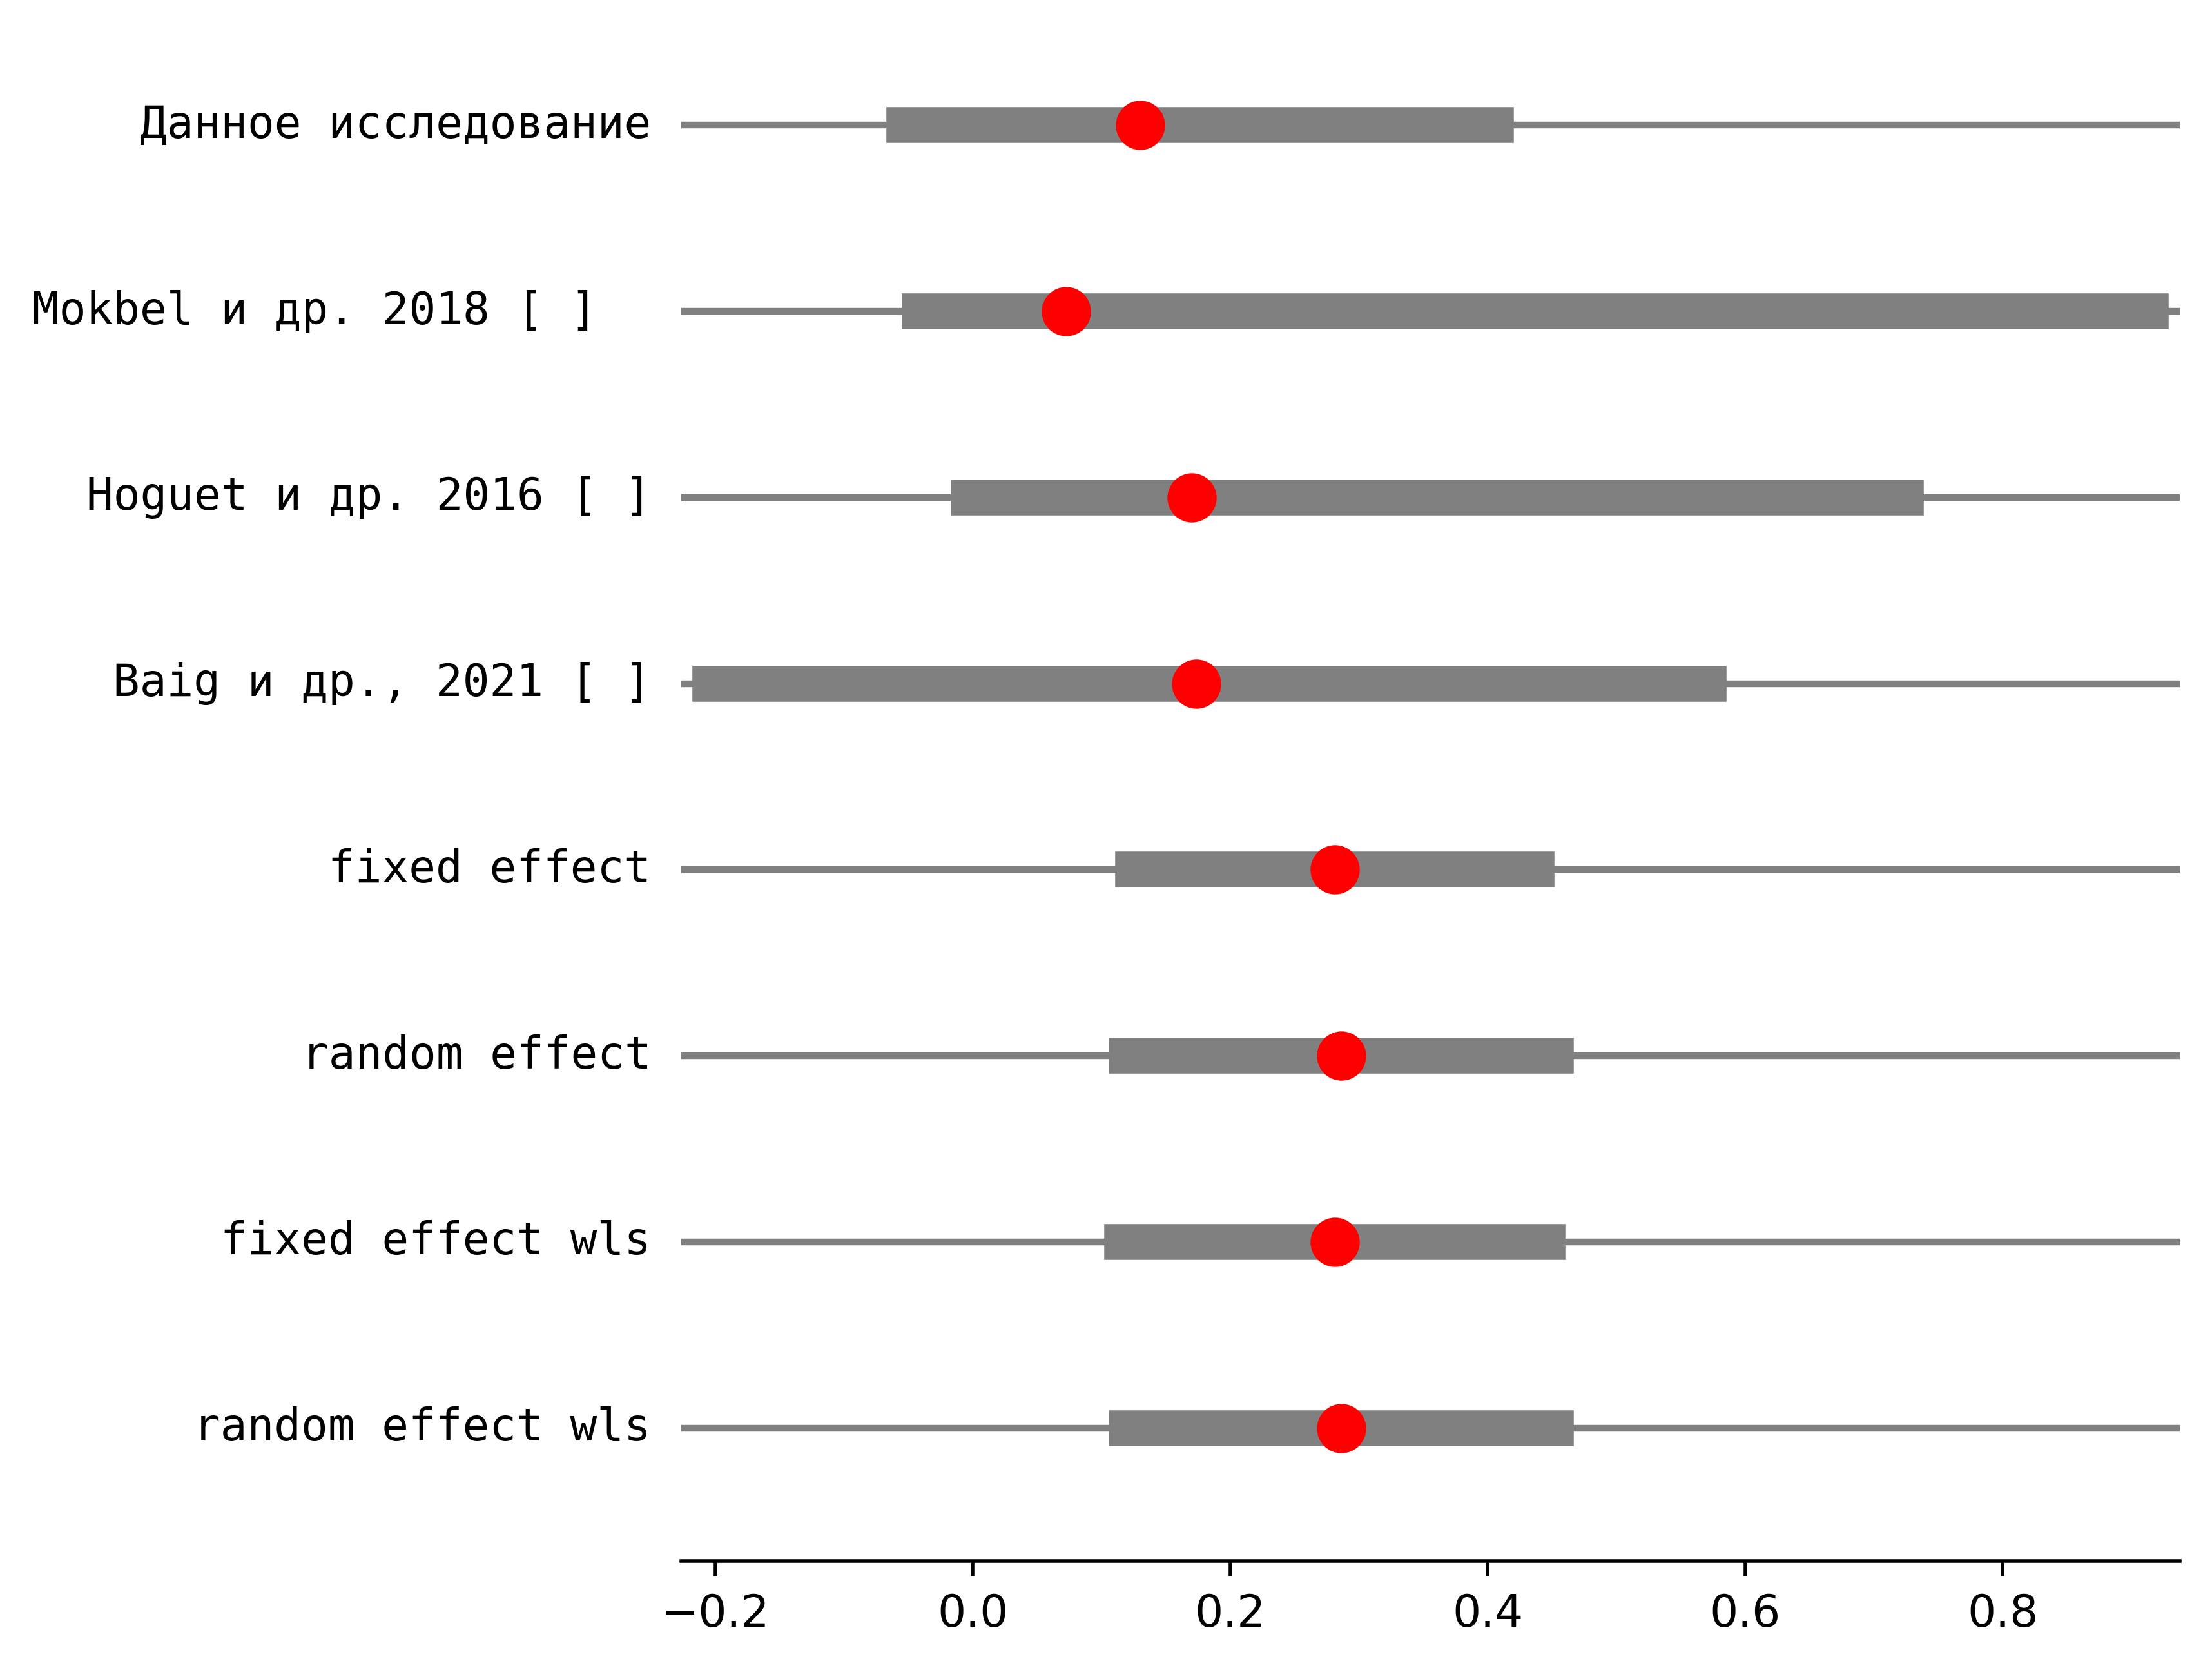 Данное исследование
Mokbel и др. 2018 [ ]
Hoguet и др. 2016 [ ]
Baig и др., 2021 [ ]
fixed effect
random effect
fixed effect wls
random effect wls
−0.2 0.0 0.2 0.4 0.6 0.8